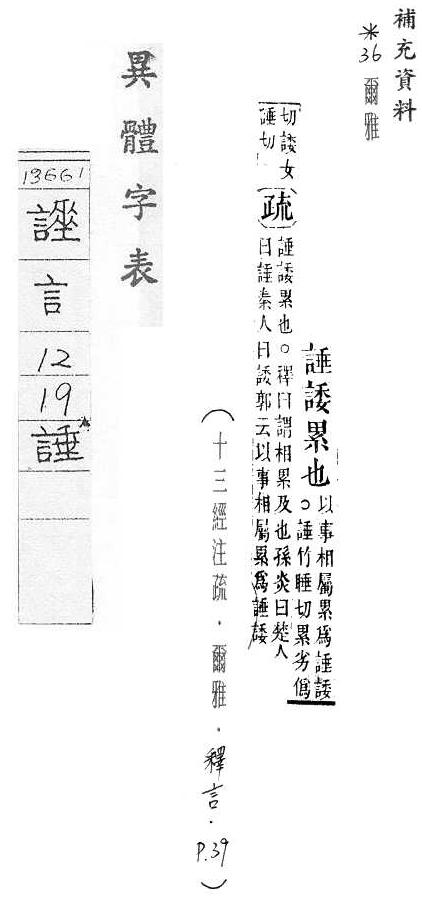 補充資料
*36 爾雅
諈諉累也
以事相屬累爲諈諉
○諈竹睡切累劣僞
切諉女
睡切
疏
諈諉累也○釋曰謂相累及也孫炎曰楚人
曰諈秦人曰諉郭云以事相屬累爲諈諉
(十三經注疏．爾雅．釋言．P.39)
異體字表
13661
言
12
19
諈*